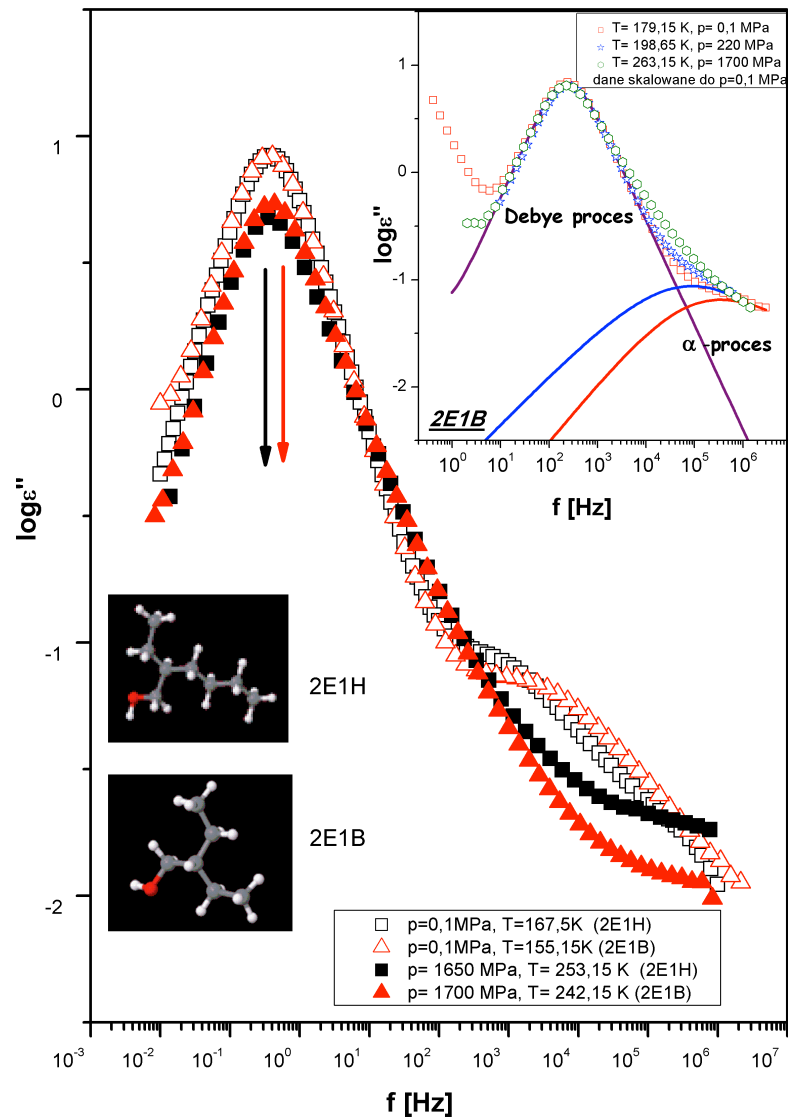 T= 179,15 K, p= 0,1 MPa
T= 198,65 K, p= 220 MPa
T= 263,15 K, p= 1700 MPa
dane skalowane do p=0,1 MPa
1
0
-1
-2
logε"
Debye proces
α -proces
2E1B
10⁰ 10¹ 10² 10³ 10⁴ 10⁵ 10⁶
f [Hz]
1
0
-1
-2
logε"
2E1H
2E1B
p=0,1MPa, T=167,5K (2E1H)
p=0,1MPa, T=155,15K (2E1B)
p= 1650 MPa, T= 253,15 K (2E1H)
p= 1700 MPa, T= 242,15 K (2E1B)
10⁻³ 10⁻² 10⁻¹ 10⁰ 10¹ 10² 10³ 10⁴ 10⁵ 10⁶ 10⁷
f [Hz]